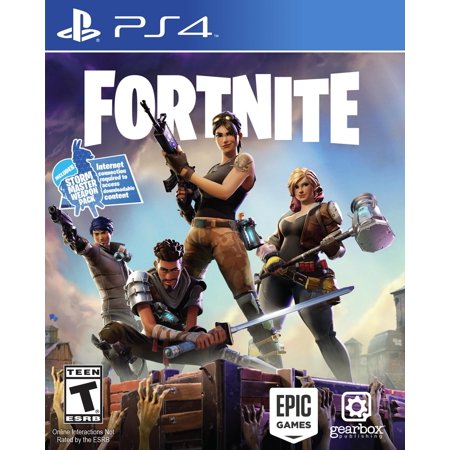 PS4
FORTNITE
INCLUDES
STORM
MASTER
WEAPON
PACK
Internet
connection
required to
access
downloadable
content
TEEN
T
ESRB
Online Interactions Not
Rated by the ESRB
EPIC
GAMES
gearbox
publishing